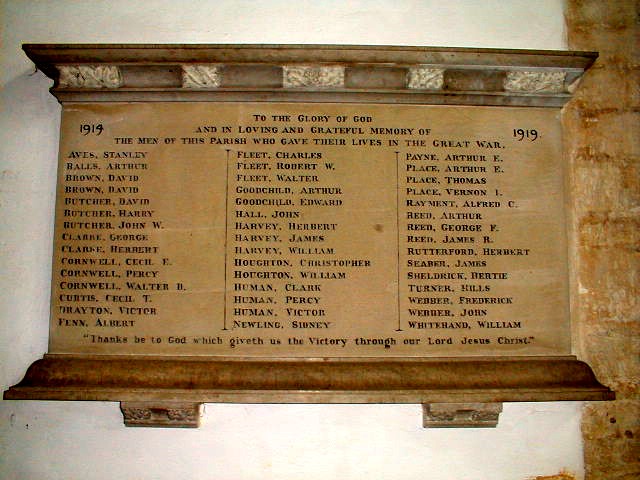 TO THE GLORY OF GOD
1914 AND IN LOVING AND GRATEFUL MEMORY OF 1919
THE MEN OF THIS PARISH WHO GAVE THEIR LIVES IN THE GREAT WAR.
AVES, STANLEY
BALLS, ARTHUR
BROWN, DAVID
BROWN, DAVID
BUTCHER, DAVID
BUTCHER, HARRY
BUTCHER, JOHN W.
CLARKE, GEORGE
CLARKE, HERBERT
CORNWELL, CECIL E.
CORNWELL, PERCY
CORNWELL, WALTER D.
CURTIS, CECIL T.
DRAYTON, VICTOR
FENN, ALBERT
FLEET, CHARLES
FLEET, ROBERT W.
FLEET, WALTER
GOODCHILD, ARTHUR
GOODCHILD, EDWARD
HALL, JOHN
HARVEY, HERBERT
HARVEY, JAMES
HARVEY, WILLIAM
HOUGHTON, CHRISTOPHER
HOUGHTON, WILLIAM
HUMAN, CLARK
HUMAN, PERCY
HUMAN, VICTOR
NEWLING, SIDNEY
PAYNE, ARTHUR E.
PLACE, ARTHUR E.
PLACE, THOMAS
PLACE, VERNON I.
RAYMENT, ALFRED C.
REED, ARTHUR
REED, GEORGE F.
REED, JAMES R.
RUTTERFORD, HERBERT
SEABER, JAMES
SHELDRICK, BERTIE
TURNER, HILLS
WEBBER, FREDERICK
WEBBER, JOHN
WHITEHAND, WILLIAM
"Thanks be to God which giveth us the Victory through our Lord Jesus Christ."